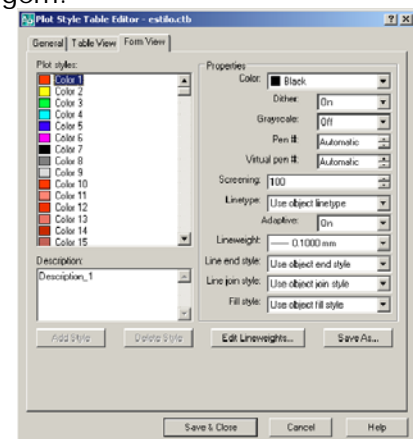 gem?
Plot Style Table Editor - estilo.ctb
General Table View Form View
Plot styles:
Color 1
Color 2
Color 3
Color 4
Color 5
Color 6
Color 7
Color 8
Color 9
Color 10
Color 11
Color 12
Color 13
Color 14
Color 15
Description:
Description_1
Add Style Delete Style
Properties
Color: Black
Dither: On
Grayscale: Off
Pen #: Automatic
Virtual pen #: Automatic
Screening: 100
Linetype: Use object linetype
Adaptive: On
Lineweight: 0.1000 mm
Line end style: Use object end style
Line join style: Use object join style
Fill style: Use object fill style
Edit Lineweights... Save As...
Save & Close Cancel Help